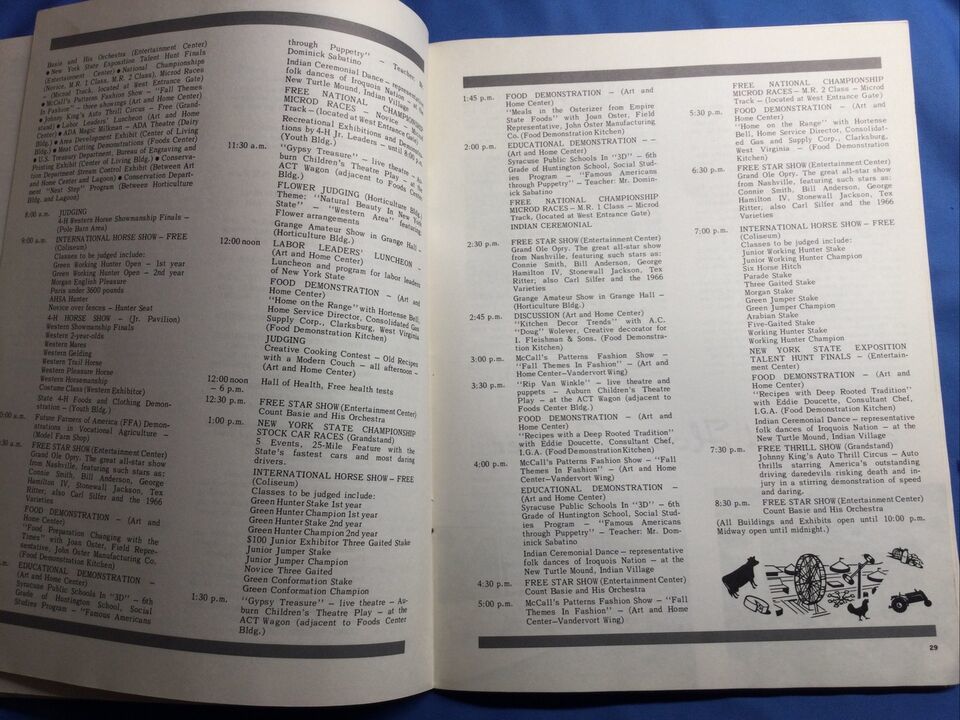 Basie and His Orchestra (Entertainment Center)
● New York State Exposition Talent Hunt Finals
(Entertainment Center) ● National Championships
(Novice, M.R. 1 Class, M.R. 2 Class), Microd Races
– (Microd Truck, located at West Entrance Gate)
● McCall's Patterns Fashion Show – "Fall Themes
in Fashion" – three showings (Art and Home Center)
● Johnny King's Auto Thrill Circus – Free (Grand-
stand) ● Labor Leaders' Luncheon (Art and Home
Center) ● ADA Magic Milkman – ADA Theatre (Dairy
Bldg.) ● Area Development Exhibit (Center of Living
Bldg.) ● Meat Cutting Demonstrations (Foods Center)
● U.S. Treasury Department, Bureau of Engraving and
Printing Exhibit (Center of Living Bldg.) ● Conserva-
tion Department Stream Control Exhibit (Between Art
and Home Center and Lagoon) ● Conservation Depart-
ment "Next Step" Program (Between Horticulture
Bldg. and Lagoon)
8:00 a.m. JUDGING
4-H Western Horse Showmanship Finals –
(Pole Barn Area)
9:00 a.m. INTERNATIONAL HORSE SHOW – FREE
(Coliseum)
Classes to be judged include:
Green Working Hunter Open – 1st year
Green Working Hunter Open – 2nd year
Morgan English Pleasure
Paris under 3600 pounds
AHSA Hunter
Novice over fences – Hunter Seat
4-H HORSE SHOW – (Jr. Pavilion)
Western Showmanship Finals
Western 2-year-olds
Western Mares
Western Gelding
Western Trail Horse
Western Pleasure Horse
Western Horsemanship
Costume Class (Western Exhibitor)
State 4-H Foods and Clothing Demon-
stration – (Youth Bldg.)
Future Farmers of America (FFA) Demon-
strations in Vocational Agriculture –
(Model Farm Shop)
FREE STAR SHOW (Entertainment Center)
Grand Ole Opry. The great all-star show
from Nashville, featuring such stars as:
Connie Smith, Bill Anderson, George
Hamilton IV, Stonewall Jackson, Tex
Ritter; also Carl Silfer and the 1966
Varieties
FOOD DEMONSTRATION – (Art and
Home Center)
"Food Preparation Changing with the
Times" with Joan Oster, Field Repre-
sentative, John Oster Manufacturing Co.
(Food Demonstration Kitchen)
EDUCATIONAL DEMONSTRATION –
(Art and Home Center)
Syracuse Public Schools In "3D" – 6th
Grade of Huntington School, Social
Studies Program – "Famous Americans
through Puppetry" – Teacher:
Dominick Sabatino
Indian Ceremonial Dance – representative
folk dances of Iroquois Nation –
New Turtle Mound, Indian Village
FREE NATIONAL CHAMPIONSHIP
MICROD RACES – Novice – Microd
Track – (located at West Entrance Gate)
Recreational Exhibitions and Demonstra-
tions by 4-H Jr. Leaders – until 8:00 p.m.
(Youth Bldg.)
11:30 a.m. "Gypsy Treasure" – live theatre – Au-
burn Children's Theatre Play – at the
ACT Wagon (adjacent to Foods Center
Bldg.)
FLOWER JUDGING (Horticulture Bldg.)
Theme: "Natural Beauty In New York
State" – "Western Area" featuring
Flower arrangements
Grange Amateur Show in Grange Hall –
(Horticulture Bldg.)
12:00 noon LABOR LEADERS' LUNCHEON –
(Art and Home Center)
Luncheon and program for labor leaders
of New York State
FOOD DEMONSTRATION – (Art and
Home Center)
"Home on the Range" with Hortense Bell,
Home Service Director, Consolidated Gas
Supply Corp., Clarksburg, West Virginia
(Food Demonstration Kitchen)
JUDGING
Creative Cooking Contest – Old Recipes
with a Modern Couch – all afternoon –
(Art and Home Center)
12:00 noon Hall of Health, Free health tests
– 6 p.m.
12:30 p.m. FREE STAR SHOW (Entertainment Center)
Count Basie and His Orchestra
1:00 p.m. NEW YORK STATE CHAMPIONSHIP
STOCK CAR RACES (Grandstand)
5 Events, 25-Mile Feature with the
State's fastest cars and most daring
drivers.
INTERNATIONAL HORSE SHOW – FREE
(Coliseum)
Classes to be judged include:
Green Hunter Stake 1st year
Green Hunter Champion 1st year
Green Hunter Stake 2nd year
Green Hunter Champion 2nd year
$100 Junior Exhibitor Three Gaited Stake
Junior Jumper Stake
Junior Jumper Champion
Novice Three Gaited
Green Conformation Stake
Green Conformation Champion
1:30 p.m. "Gypsy Treasure" – live theatre – Au-
burn Children's Theatre Play – at the
ACT Wagon (adjacent to Foods Center
Bldg.)
1:45 p.m. FOOD DEMONSTRATION – (Art and
Home Center)
"Meals in the Osterizer from Empire
State Foods" with Joan Oster, Field
Representative, John Oster Manufacturing
Co. (Food Demonstration Kitchen)
2:00 p.m. EDUCATIONAL DEMONSTRATION – –
(Art and Home Center)
Syracuse Public Schools in "3D" – 6th
Grade of Huntington School, Social Stud-
ies Program – "Famous Americans
through Puppetry" – Teacher: Mr. Domin-
ick Sabatino
FREE NATIONAL CHAMPIONSHIP
MICROD RACES – M.R. 1 Class – Microd
Track, (located at West Entrance Gate)
INDIAN CEREMONIAL
2:30 p.m. FREE STAR SHOW (Entertainment Center)
Grand Ole Opry. The great all-star show
from Nashville, featuring such stars as:
Connie Smith, Bill Anderson, George
Hamilton IV, Stonewall Jackson, Tex
Ritter; also Carl Silfer and the 1966
Varieties
Grange Amateur Show in Grange Hall –
(Horticulture Bldg.)
2:45 p.m. DISCUSSION (Art and Home Center)
"Kitchen Decor Trends" with A.C.
"Doug" Wolever, Creative decorator for
I. Fleishman & Sons. (Food Demonstra-
tion Kitchen)
3:00 p.m. McCall's Patterns Fashion Show –
"Fall Themes In Fashion" – (Art and
Home Center–Vandervort Wing)
3:30 p.m. "Rip Van Winkle" – live theatre and
puppets – Auburn Children's Theatre
Play – at the ACT Wagon (adjacent to
Foods Center Bldg.)
FOOD DEMONSTRATION – (Art and
Home Center)
"Recipes with a Deep Rooted Tradition"
with Eddie Doucette, Consultant Chef,
I.G.A. (Food Demonstration Kitchen)
4:00 p.m. McCall's Patterns Fashion Show – "Fall
Themes In Fashion" – (Art and Home
Center–Vandervort Wing)
EDUCATIONAL DEMONSTRATION –
(Art and Home Center)
Syracuse Public Schools In "3D" – 6th
Grade of Huntington School, Social Stud-
ies Program – "Famous Americans
through Puppetry" – Teacher: Mr. Dom-
inick Sabatino
Indian Ceremonial Dance – representative
folk dances of Iroquois Nation – at the
New Turtle Mound, Indian Village
4:30 p.m. FREE STAR SHOW (Entertainment Center)
Count Basie and His Orchestra
5:00 p.m. McCall's Patterns Fashion Show – "Fall
Themes In Fashion" – (Art and Home
Center–Vandervort Wing)
FREE NATIONAL CHAMPIONSHIP
MICROD RACES – M.R. 2 Class – Microd
Track – (located at West Entrance Gate)
5:30 p.m. FOOD DEMONSTRATION – (Art and
Home Center)
"Home on the Range" with Hortense
Bell, Home Service Director, Consolidat-
ed Gas and Supply Corp., Clarksburg,
West Virginia – (Food Demonstration
Kitchen)
6:30 p.m. FREE STAR SHOW (Entertainment Center)
Grand Ole Opry. The great all-star show
from Nashville, featuring such stars as:
Connie Smith, Bill Anderson, George
Hamilton IV, Stonewall Jackson, Tex
Ritter; also Carl Silfer and the 1966
Varieties
7:00 p.m. INTERNATIONAL HORSE SHOW – FREE
(Coliseum)
Classes to be judged include:
Junior Working Hunter Stake
Junior Working Hunter Champion
Six Horse Hitch
Parade Stake
Three Gaited Stake
Morgan Stake
Green Jumper Stake
Green Jumper Champion
Arabian Stake
Five-Gaited Stake
Working Hunter Stake
Working Hunter Champion
NEW YORK STATE EXPOSITION
TALENT HUNT FINALS – (Entertain-
ment Center)
FOOD DEMONSTRATION – (Art and
Home Center)
"Recipes with Deep Rooted Tradition"
with Eddie Doucette, Consultant Chef,
I.G.A. (Food Demonstration Kitchen)
Indian Ceremonial Dance – representative
folk dances of Iroquois Nation – at the
New Turtle Mound, Indian Village
7:30 p.m. FREE THRILL SHOW (Grandstand)
Johnny King's Auto Thrill Circus – Auto
thrills starring America's outstanding
driving daredevils risking death and in-
jury in a stirring demonstration of speed
and daring.
8:30 p.m. FREE STAR SHOW (Entertainment Center)
Count Basie and His Orchestra
(All Buildings and Exhibits open until 10:00 p.m.
Midway open until midnight.)
29